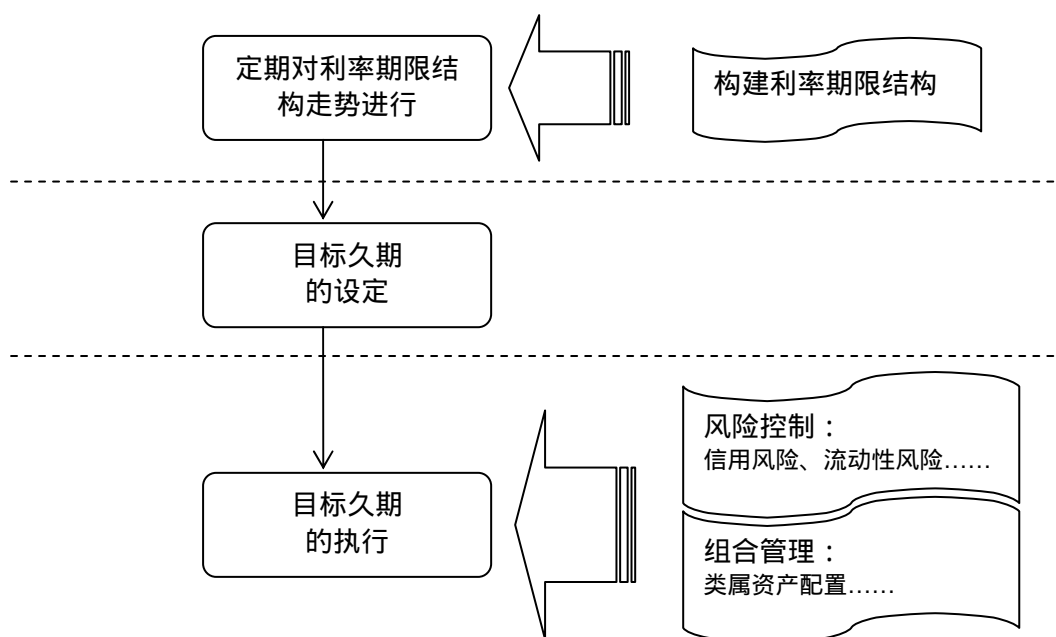 定期对利率期限结
构走势进行
构建利率期限结构
目标久期
的设定
风险控制：
信用风险、流动性风险……
目标久期
的执行
组合管理：
类属资产配置……